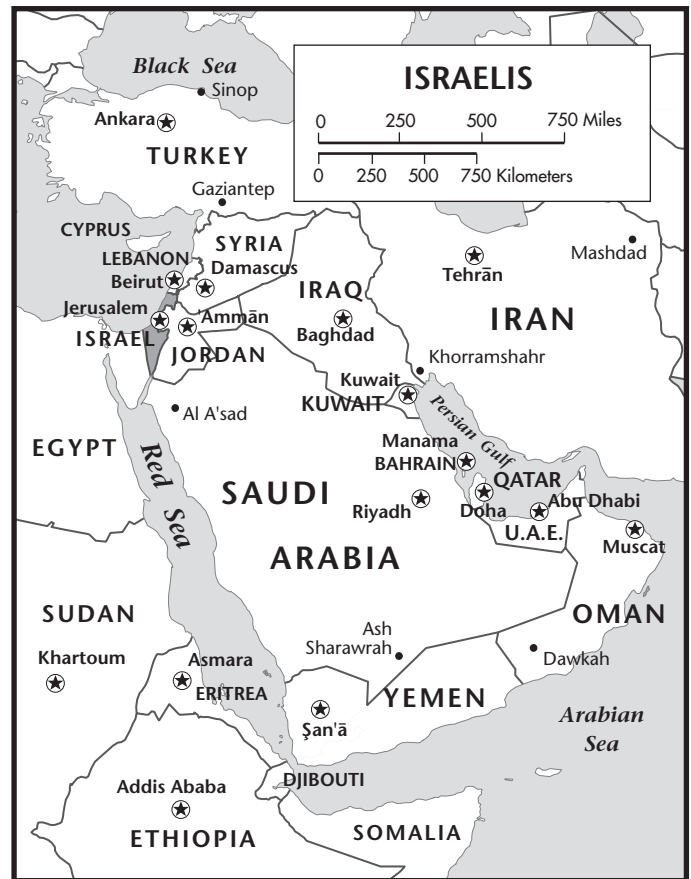 ISRAELIS
0 250 500 750 Miles
0 250 500 750 Kilometers
Black Sea
Sinop
Ankara
TURKEY
Gaziantep
CYPRUS
SYRIA
LEBANON
Damascus
Beirut
Mashdad
Tehrān
IRAQ
Jerusalem
'Ammān
IRAN
Baghdad
ISRAEL
JORDAN
Khorramshahr
Kuwait
KUWAIT
Al A'sad
Persian Gulf
EGYPT
Red Sea
Manama
BAHRAIN
QATAR
SAUDI
Abu Dhabi
Riyadh
Doha
U.A.E.
Muscat
ARABIA
SUDAN
OMAN
Ash
Sharawrah
Khartoum
Asmara
Dawkah
ERITREA
YEMEN
Şan'ā
Arabian
Sea
DJIBOUTI
Addis Ababa
ETHIOPIA
SOMALIA